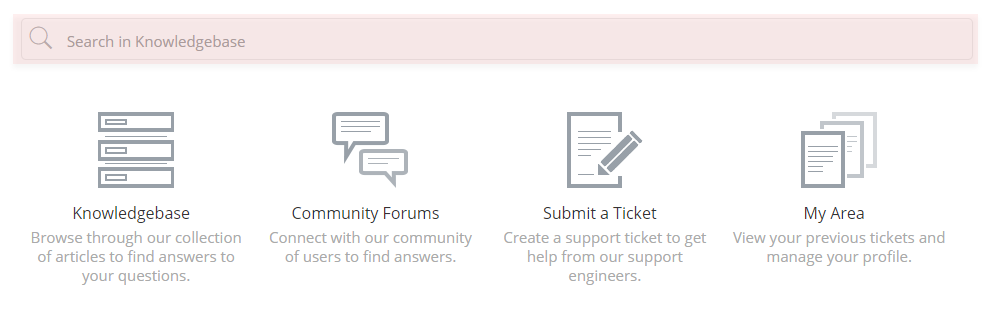 Search in Knowledgebase
Knowledgebase
Browse through our collection
of articles to find answers to
your questions.
Community Forums
Connect with our community
of users to find answers.
Submit a Ticket
Create a support ticket to get
help from our support
engineers.
My Area
View your previous tickets and
manage your profile.